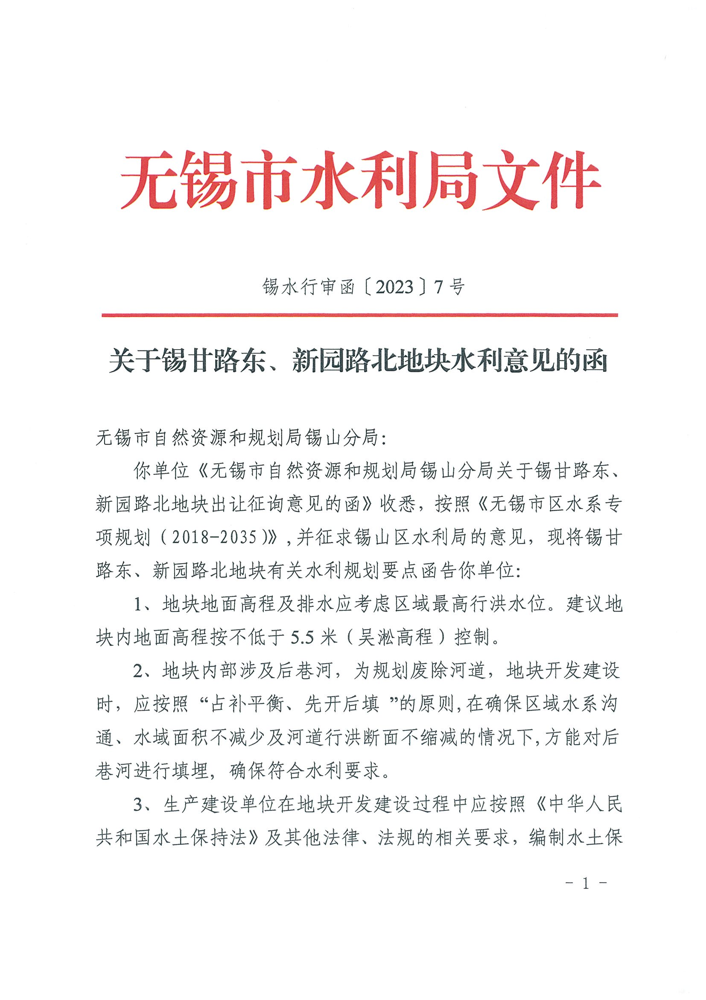 无锡市水利局文件
锡水行审函〔2023〕7 号
关于锡甘路东、新园路北地块水利意见的函
无锡市自然资源和规划局锡山分局：
你单位《无锡市自然资源和规划局锡山分局关于锡甘路东、
新园路北地块出让征询意见的函》收悉，按照《无锡市区水系专
项规划（2018-2035）》,并征求锡山区水利局的意见，现将锡甘
路东、新园路北地块有关水利规划要点函告你单位：
1、地块地面高程及排水应考虑区域最高行洪水位。建议地
块内地面高程按不低于 5.5 米（吴淞高程）控制。
2、地块内部涉及后巷河，为规划废除河道，地块开发建设
时，应按照 “占补平衡、先开后填 ”的原则,在确保区域水系沟
通、水域面积不减少及河道行洪断面不缩减的情况下,方能对后
巷河进行填埋，确保符合水利要求。
3、生产建设单位在地块开发建设过程中应按照《中华人民
共和国水土保持法》及其他法律、法规的相关要求，编制水土保
- 1 -